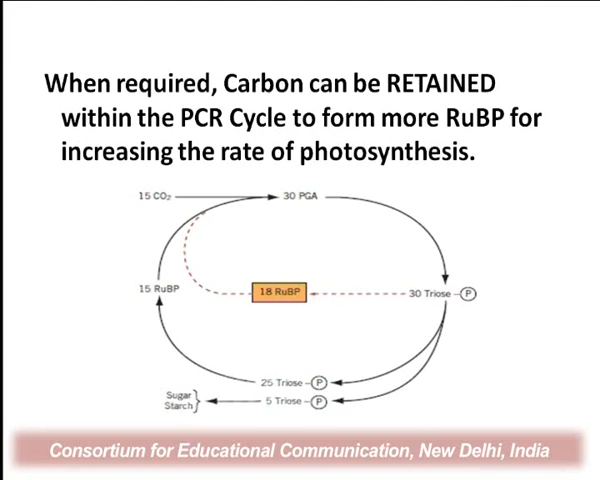 When required, Carbon can be RETAINED
within the PCR Cycle to form more RuBP for
increasing the rate of photosynthesis.
15 CO₂
30 PGA
15 RuBP
18 RuBP
30 Triose – P
25 Triose – P
Sugar
Starch
5 Triose – P
Consortium for Educational Communication, New Delhi, India